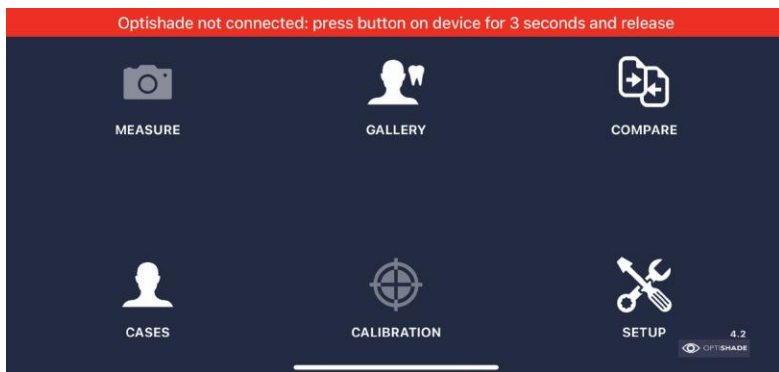 Optishade not connected: press button on device for 3 seconds and release
MEASURE
GALLERY
COMPARE
CASES
CALIBRATION
SETUP
4.2
OPTISHADE